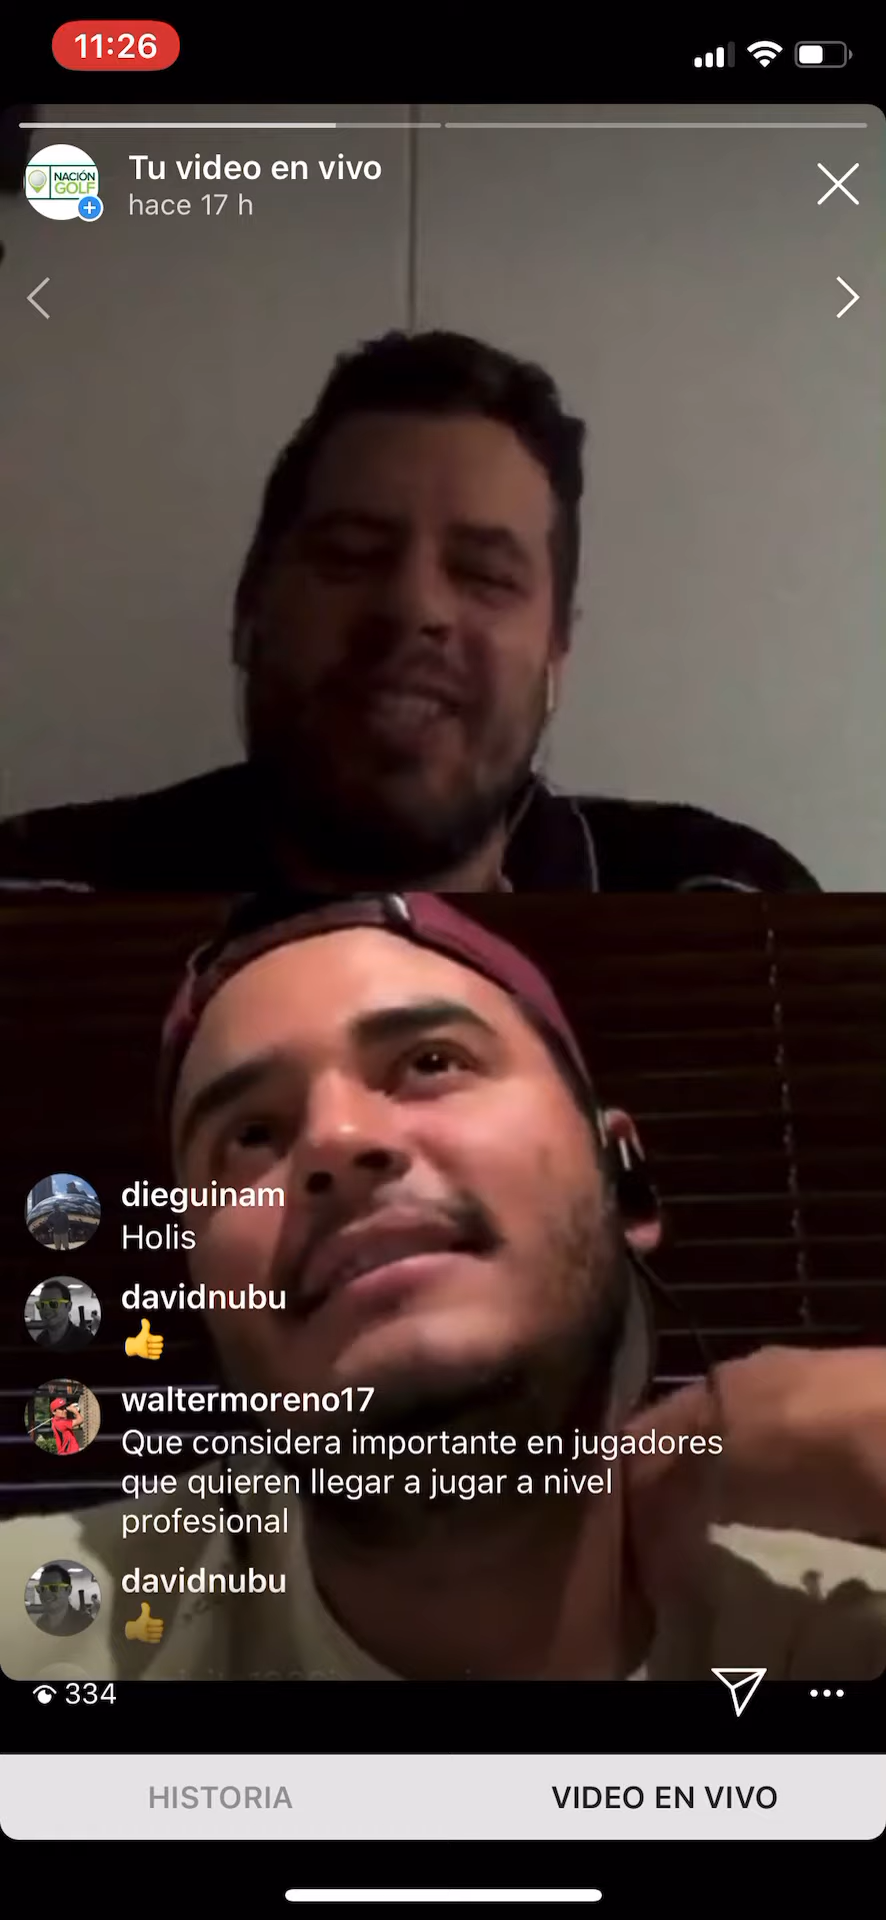 11:26
NACIÓN
GOLF
Tu video en vivo
hace 17 h
dieguinam
Holis
davidnubu
👍
waltermoreno17
Que considera importante en jugadores
que quieren llegar a jugar a nivel
profesional
davidnubu
👍
334
HISTORIA
VIDEO EN VIVO